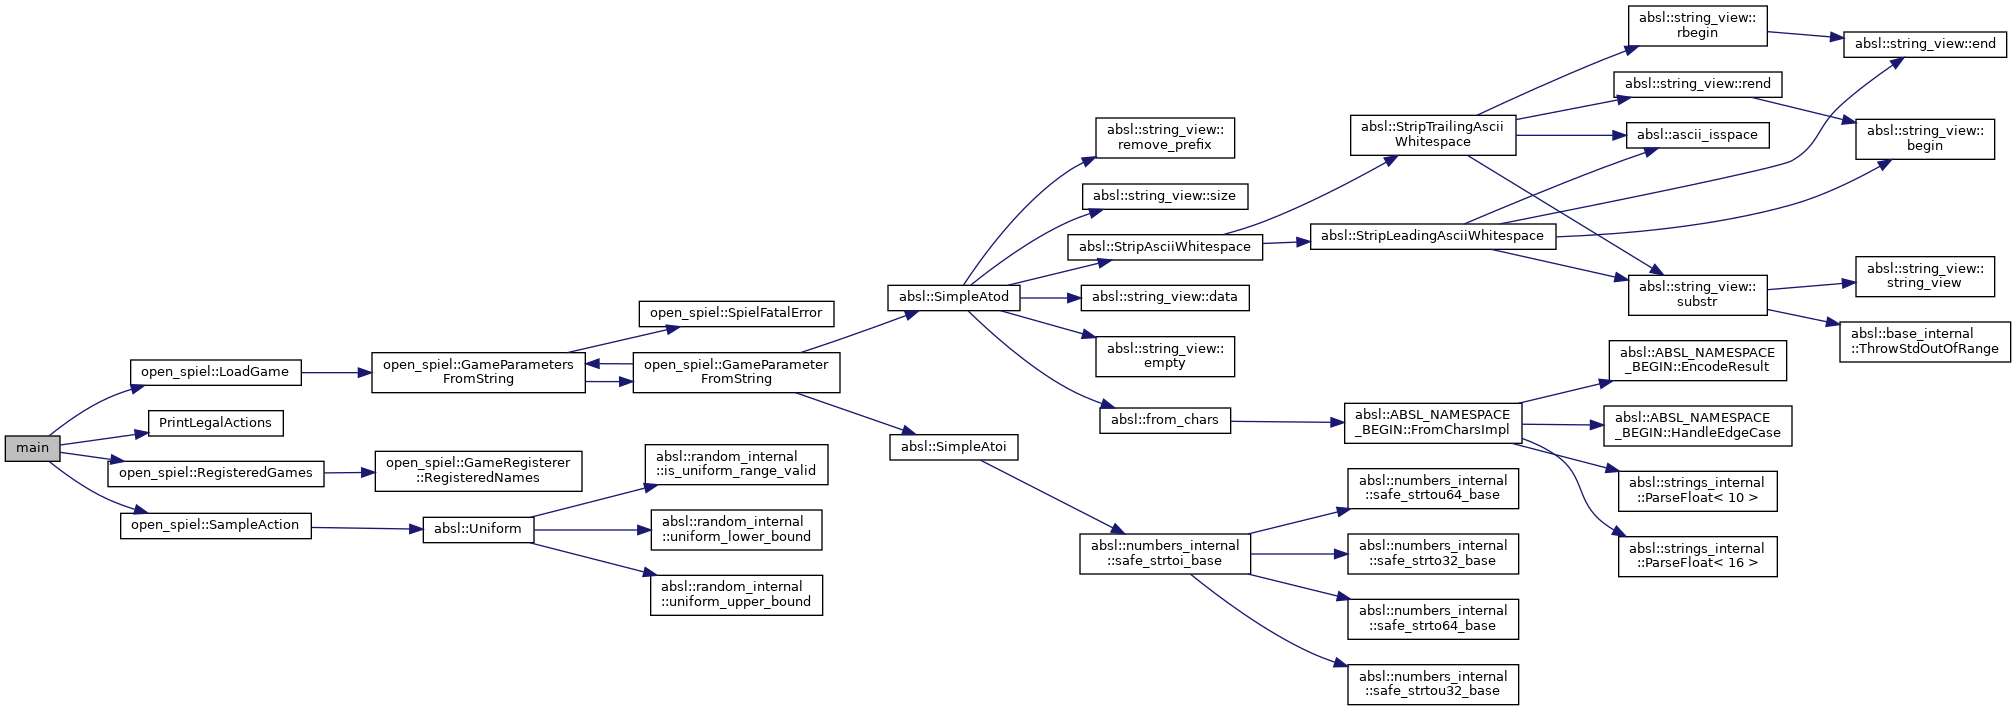 main
open_spiel::LoadGame
PrintLegalActions
open_spiel::RegisteredGames
open_spiel::SampleAction
open_spiel::GameParameters
FromString
open_spiel::GameRegisterer
::RegisteredNames
absl::Uniform
open_spiel::SpielFatalError
open_spiel::GameParameter
FromString
absl::random_internal
::is_uniform_range_valid
absl::random_internal
::uniform_lower_bound
absl::random_internal
::uniform_upper_bound
absl::SimpleAtod
absl::SimpleAtoi
absl::string_view::
remove_prefix
absl::string_view::size
absl::StripAsciiWhitespace
absl::string_view::data
absl::string_view::
empty
absl::from_chars
absl::numbers_internal
::safe_strtoi_base
absl::StripTrailingAscii
Whitespace
absl::StripLeadingAsciiWhitespace
absl::ABSL_NAMESPACE
_BEGIN::FromCharsImpl
absl::numbers_internal
::safe_strtou64_base
absl::numbers_internal
::safe_strto32_base
absl::numbers_internal
::safe_strto64_base
absl::numbers_internal
::safe_strtou32_base
absl::string_view::
rbegin
absl::string_view::rend
absl::ascii_isspace
absl::string_view::
substr
absl::ABSL_NAMESPACE
_BEGIN::EncodeResult
absl::ABSL_NAMESPACE
_BEGIN::HandleEdgeCase
absl::strings_internal
::ParseFloat< 10 >
absl::strings_internal
::ParseFloat< 16 >
absl::string_view::end
absl::string_view::
begin
absl::string_view::
string_view
absl::base_internal
::ThrowStdOutOfRange